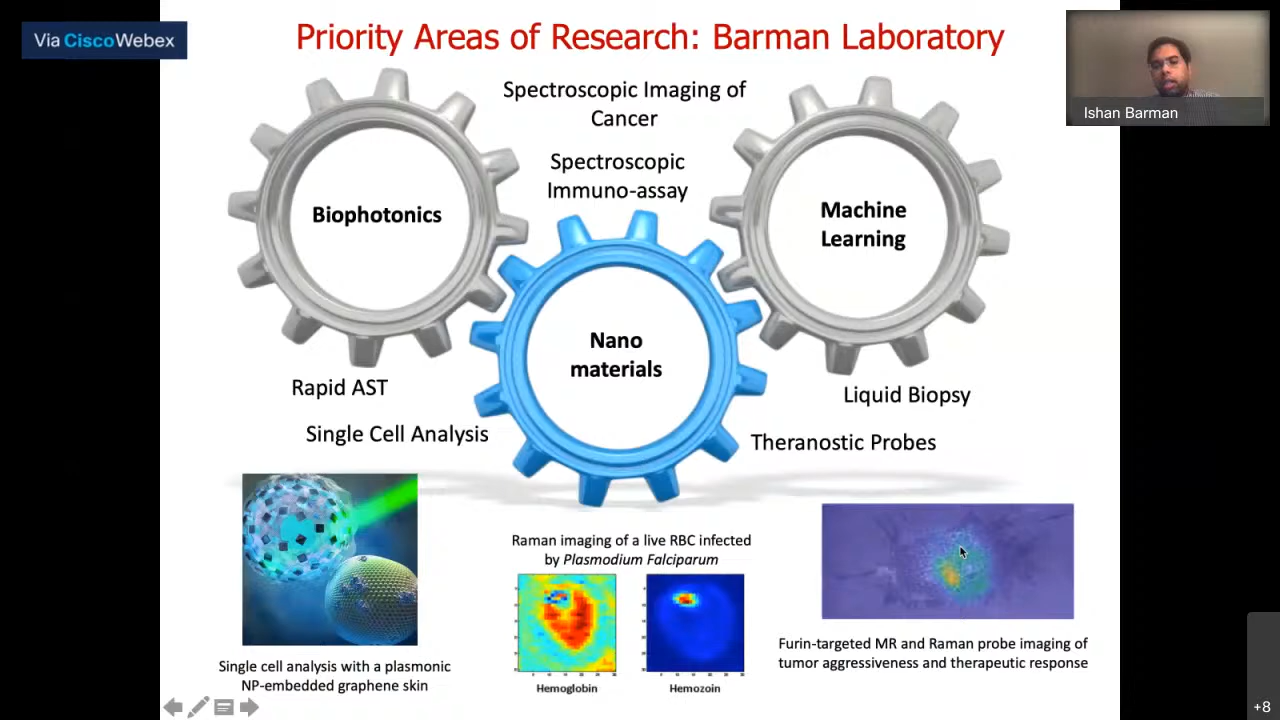 Via Cisco Webex
Priority Areas of Research: Barman Laboratory
Ishan Barman
Spectroscopic Imaging of
Cancer
Spectroscopic
Immuno-assay
Biophotonics
Machine
Learning
Nano
materials
Rapid AST
Single Cell Analysis
Liquid Biopsy
Theranostic Probes
Single cell analysis with a plasmonic
NP-embedded graphene skin
Raman imaging of a live RBC infected
by Plasmodium Falciparum
Hemoglobin
Hemozoin
Furin-targeted MR and Raman probe imaging of
tumor aggressiveness and therapeutic response
+8